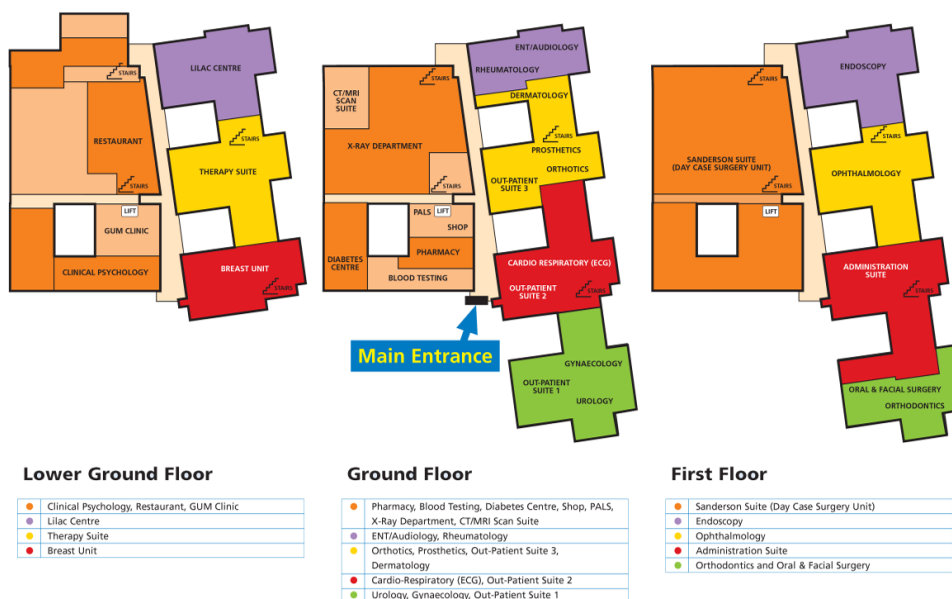 STAIRS
LILAC CENTRE
RESTAURANT
STAIRS
THERAPY SUITE
STAIRS
LIFT
GUM CLINIC
CLINICAL PSYCHOLOGY
BREAST UNIT
STAIRS
ENT/AUDIOLOGY
RHEUMATOLOGY
STAIRS
CT/MRI
SCAN
SUITE
DERMATOLOGY
STAIRS
X-RAY DEPARTMENT
PROSTHETICS
ORTHOTICS
OUT-PATIENT
SUITE 3
STAIRS
PALS
LIFT
SHOP
DIABETES
CENTRE
PHARMACY
BLOOD TESTING
CARDIO RESPIRATORY (ECG)
OUT-PATIENT
SUITE 2
STAIRS
Main Entrance
GYNAECOLOGY
OUT-PATIENT
SUITE 1
UROLOGY
STAIRS
ENDOSCOPY
STAIRS
SANDERSON SUITE
(DAY CASE SURGERY UNIT)
OPHTHALMOLOGY
STAIRS
LIFT
ADMINISTRATION
SUITE
STAIRS
ORAL & FACIAL SURGERY
ORTHODONTICS
Lower Ground Floor
Clinical Psychology, Restaurant, GUM Clinic
Lilac Centre
Therapy Suite
Breast Unit
Ground Floor
Pharmacy, Blood Testing, Diabetes Centre, Shop, PALS,
X-Ray Department, CT/MRI Scan Suite
ENT/Audiology, Rheumatology
Orthotics, Prosthetics, Out-Patient Suite 3,
Dermatology
Cardio-Respiratory (ECG), Out-Patient Suite 2
Urology, Gynaecology, Out-Patient Suite 1
First Floor
Sanderson Suite (Day Case Surgery Unit)
Endoscopy
Ophthalmology
Administration Suite
Orthodontics and Oral & Facial Surgery